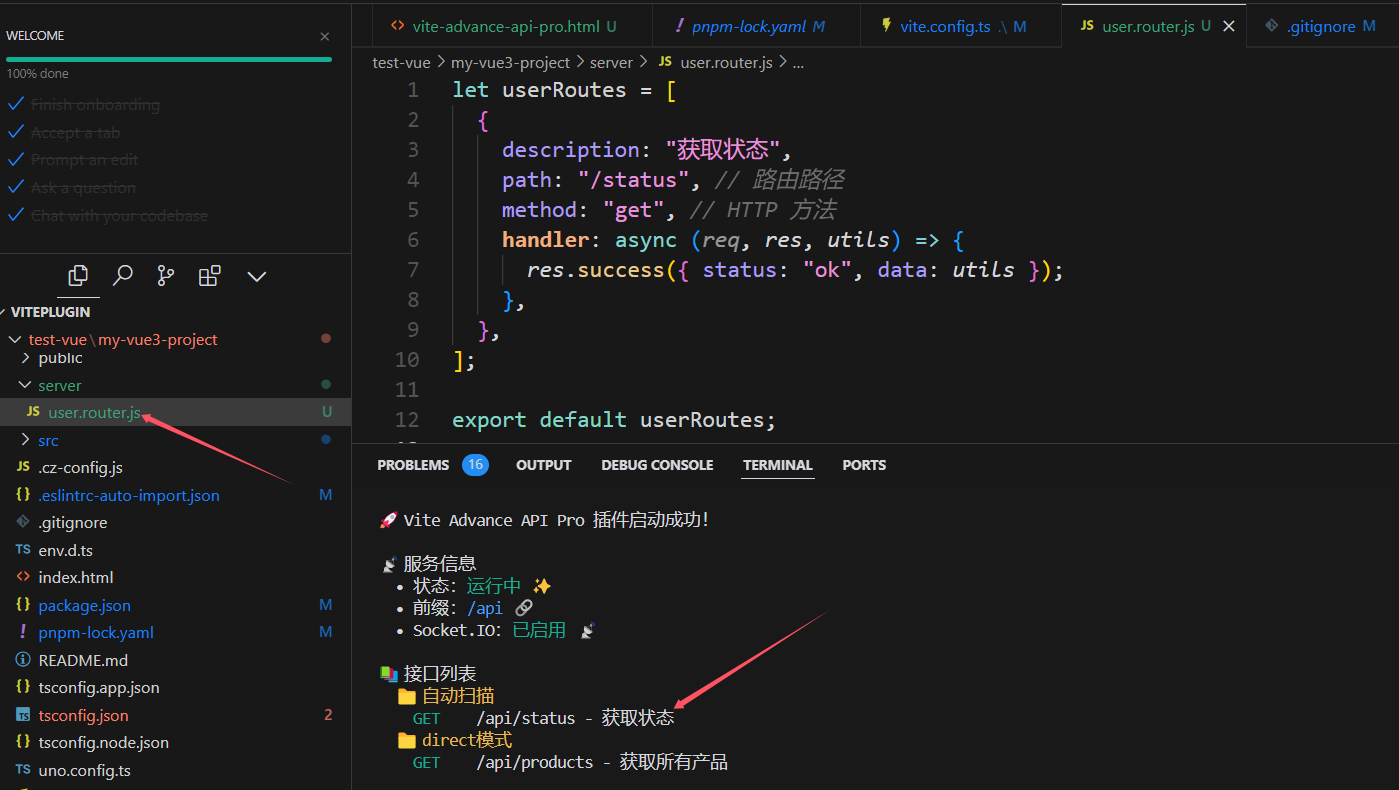 WELCOME
100% done
Finish onboarding
Accept a tab
Prompt an edit
Ask a question
Chat with your codebase
VITEPLUGIN
test-vue\my-vue3-project
public
server
JS user.router.js U
src
JS .cz-config.js
{} .eslintrc-auto-import.json M
.gitignore
TS env.d.ts
<> index.html
{} package.json M
! pnpm-lock.yaml M
README.md
{} tsconfig.app.json
TS tsconfig.json 2
{} tsconfig.node.json
TS uno.config.ts
<> vite-advance-api-pro.html U
! pnpm-lock.yaml M
vite.config.ts .\ M
JS user.router.js U
.gitignore M
test-vue > my-vue3-project > server > JS user.router.js > ...
1 let userRoutes = [
2 {
3 description: "获取状态",
4 path: "/status", // 路由路径
5 method: "get", // HTTP 方法
6 handler: async (req, res, utils) => {
7 res.success({ status: "ok", data: utils });
8 },
9 },
10 ];
11
12 export default userRoutes;
PROBLEMS 16 OUTPUT DEBUG CONSOLE TERMINAL PORTS
🚀 Vite Advance API Pro 插件启动成功!
📡 服务信息
• 状态: 运行中 ✨
• 前缀: /api 🔗
• Socket.IO: 已启用 📡
📚 接口列表
📁 自动扫描
GET /api/status - 获取状态
📁 direct模式
GET /api/products - 获取所有产品